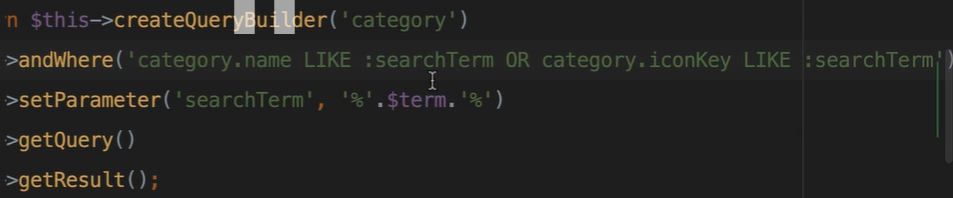 n $this->createQueryBuilder('category')
>andWhere('category.name LIKE :searchTerm OR category.iconKey LIKE :searchTerm')
>setParameter('searchTerm', '%'.$term.'%')
>getQuery()
>getResult();